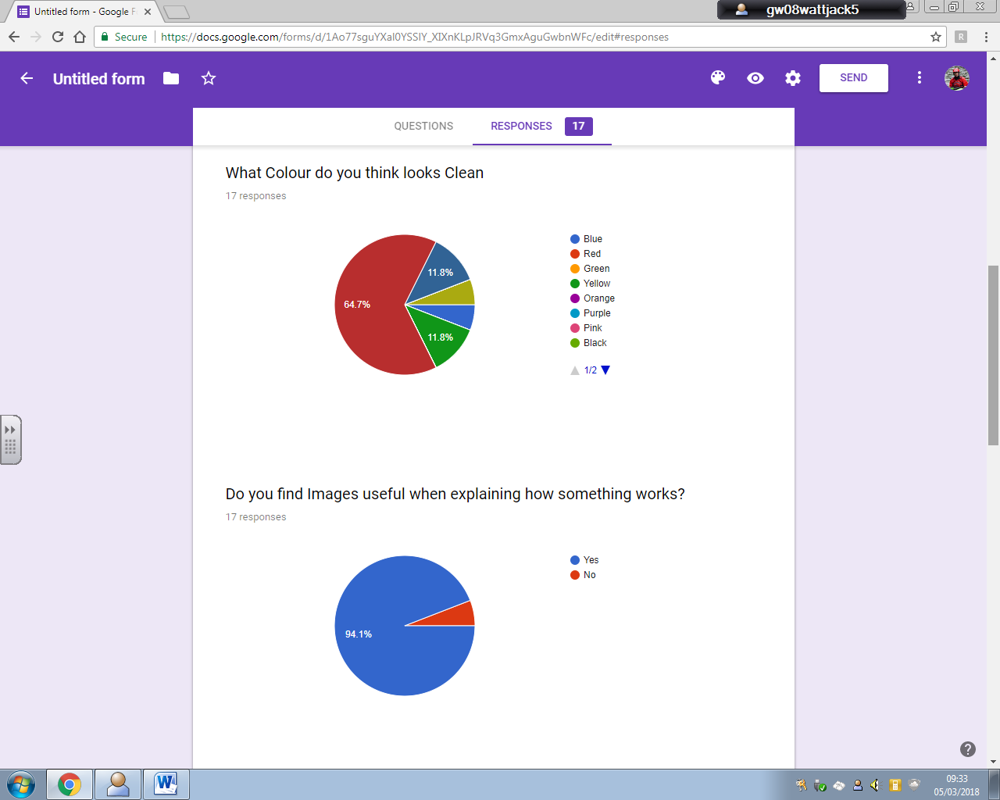 Untitled form - Google F
gw08wattjack5
Secure
https://docs.google.com/forms/d/1Ao77sguYXal0YSSlY_XIXnKLpJRVq3GmxAguGwbnWFc/edit#responses
R
Untitled form
SEND
QUESTIONS
RESPONSES
17
What Colour do you think looks Clean
17 responses
64.7%
11.8%
11.8%
Blue
Red
Green
Yellow
Orange
Purple
Pink
Black
1/2
Do you find Images useful when explaining how something works?
17 responses
94.1%
Yes
No
?
W
09:33
05/03/2018